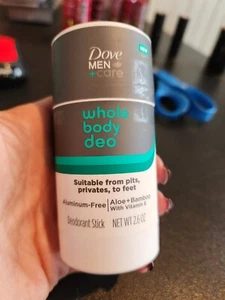 Dove
MEN
+care
whole
body
deo
Suitable from pits,
privates, to feet
Aluminum-Free
Aloe + Bamboo
With Vitamin E
Deodorant Stick NET WT 2.6 OZ